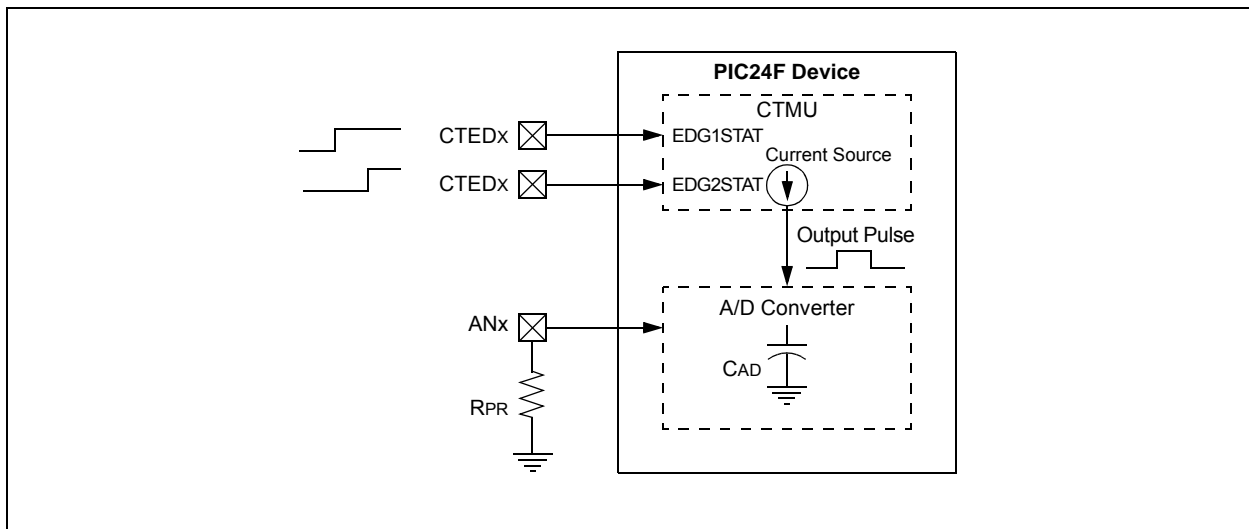 PIC24F Device
CTMU
CTEDx
EDG1STAT
Current Source
CTEDx
EDG2STAT
Output Pulse
A/D Converter
ANx
CAD
RPR